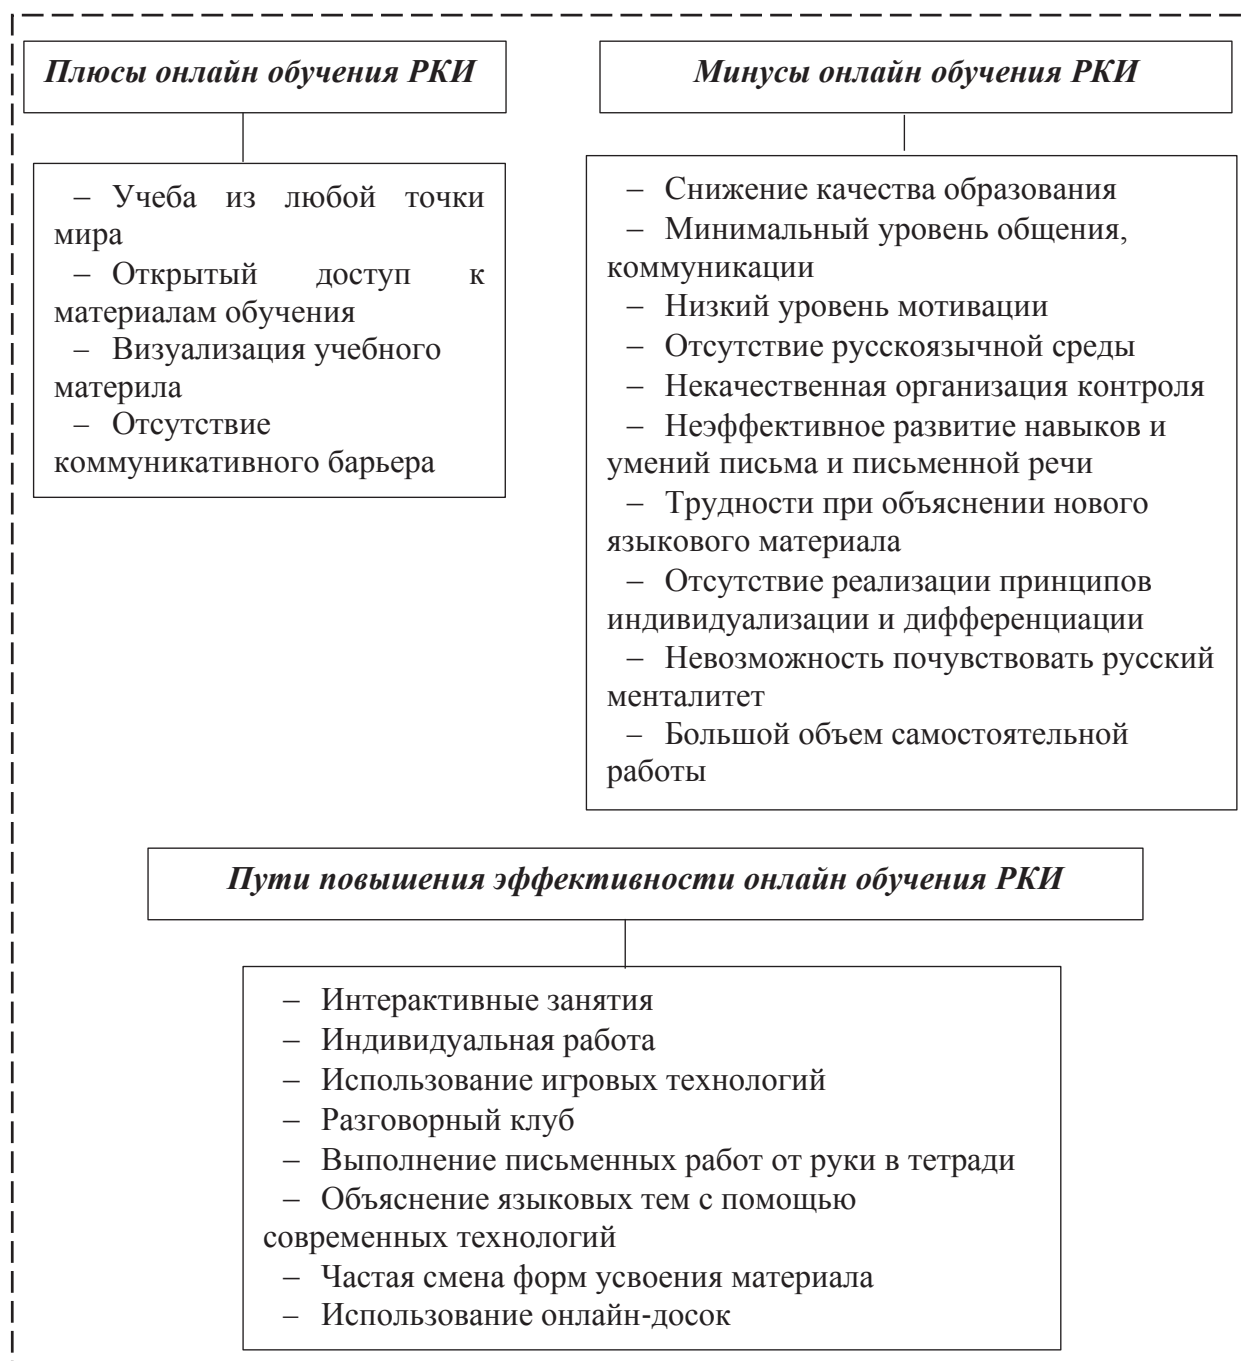 Плюсы онлайн обучения РКИ
– Учеба из любой точки
мира
– Открытый доступ к
материалам обучения
– Визуализация учебного
материла
– Отсутствие
коммуникативного барьера
Минусы онлайн обучения РКИ
– Снижение качества образования
– Минимальный уровень общения,
коммуникации
– Низкий уровень мотивации
– Отсутствие русскоязычной среды
– Некачественная организация контроля
– Неэффективное развитие навыков и
умений письма и письменной речи
– Трудности при объяснении нового
языкового материала
– Отсутствие реализации принципов
индивидуализации и дифференциации
– Невозможность почувствовать русский
менталитет
– Большой объем самостоятельной
работы
Пути повышения эффективности онлайн обучения РКИ
– Интерактивные занятия
– Индивидуальная работа
– Использование игровых технологий
– Разговорный клуб
– Выполнение письменных работ от руки в тетради
– Объяснение языковых тем с помощью
современных технологий
– Частая смена форм усвоения материала
– Использование онлайн-досок